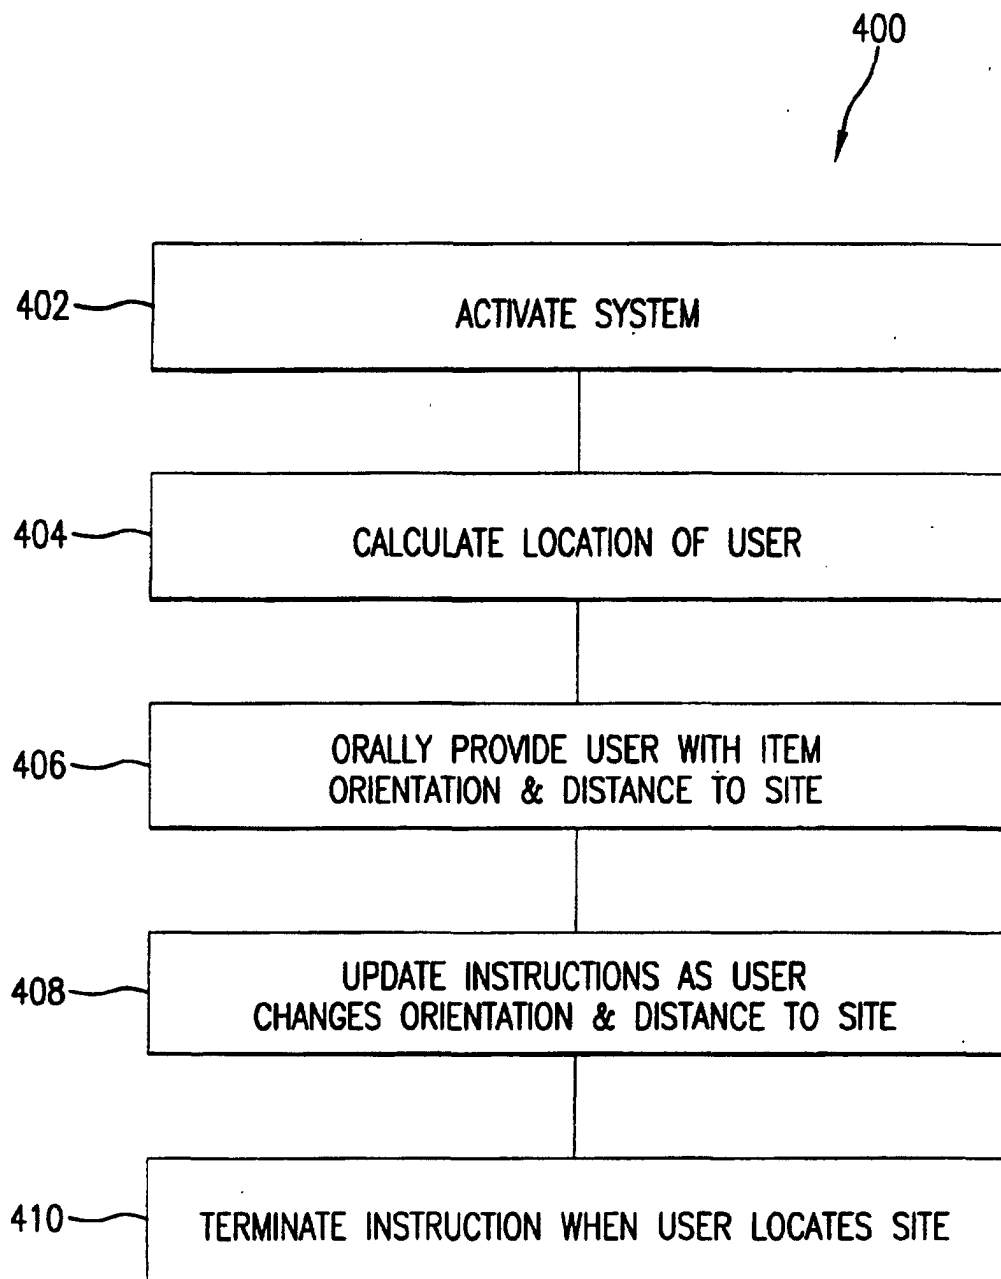 400
402
ACTIVATE SYSTEM
404
CALCULATE LOCATION OF USER
406
ORALLY PROVIDE USER WITH ITEM
ORIENTATION & DISTANCE TO SITE
408
UPDATE INSTRUCTIONS AS USER
CHANGES ORIENTATION & DISTANCE TO SITE
410
TERMINATE INSTRUCTION WHEN USER LOCATES SITE